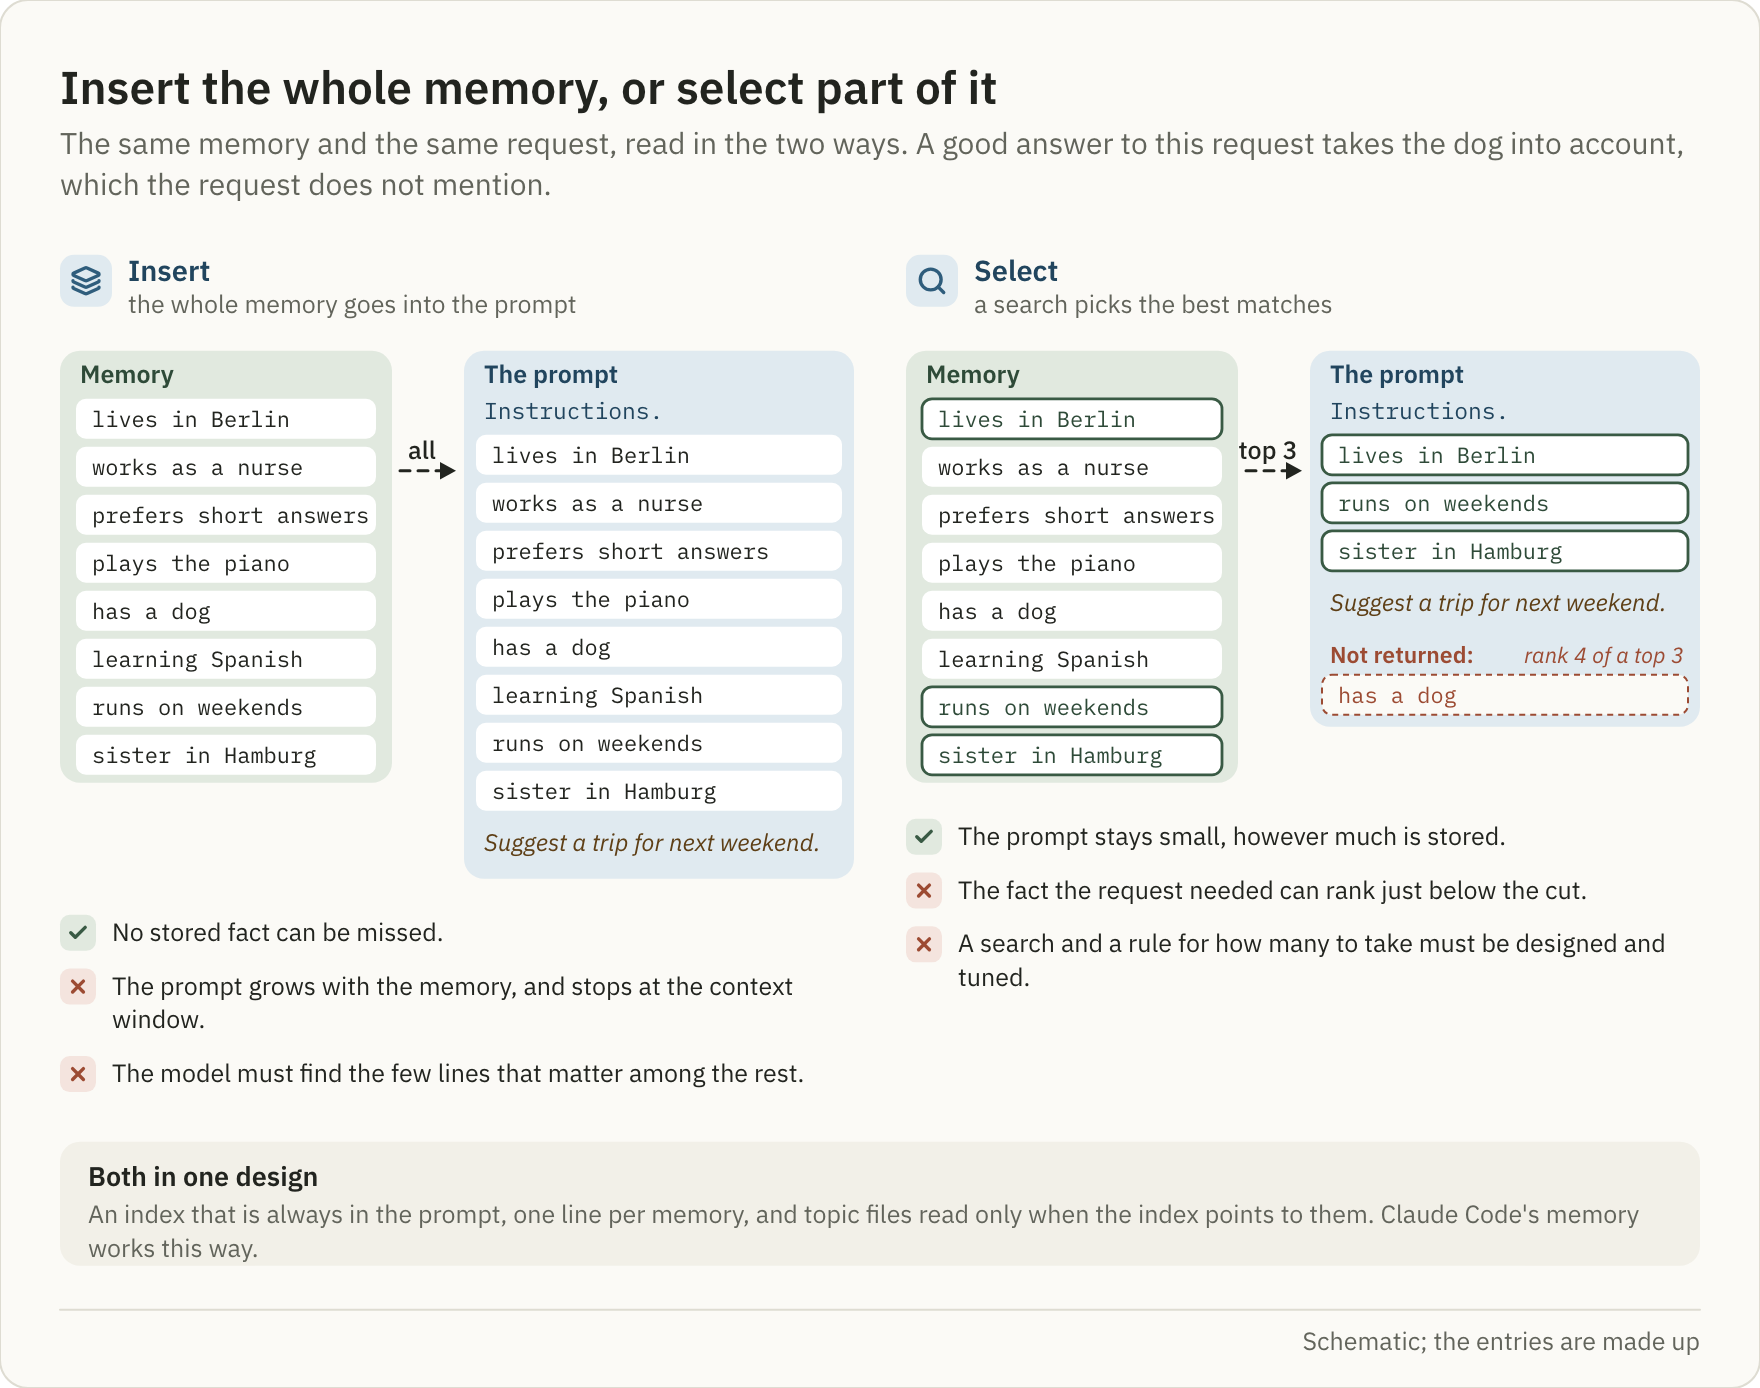 Insert the whole memory, or select part of it
The same memory and the same request, read in the two ways. A good answer to this request takes the dog into account,
which the request does not mention.
Insert
the whole memory goes into the prompt
Memory
lives in Berlin
works as a nurse
prefers short answers
plays the piano
has a dog
learning Spanish
runs on weekends
sister in Hamburg
all
The prompt
Instructions.
lives in Berlin
works as a nurse
prefers short answers
plays the piano
has a dog
learning Spanish
runs on weekends
sister in Hamburg
Suggest a trip for next weekend.
No stored fact can be missed.
The prompt grows with the memory, and stops at the context
window.
The model must find the few lines that matter among the rest.
Select
a search picks the best matches
Memory
lives in Berlin
works as a nurse
prefers short answers
plays the piano
has a dog
learning Spanish
runs on weekends
sister in Hamburg
top 3
The prompt
Instructions.
lives in Berlin
runs on weekends
sister in Hamburg
Suggest a trip for next weekend.
Not returned: rank 4 of a top 3
has a dog
The prompt stays small, however much is stored.
The fact the request needed can rank just below the cut.
A search and a rule for how many to take must be designed and
tuned.
Both in one design
An index that is always in the prompt, one line per memory, and topic files read only when the index points to them. Claude Code's memory
works this way.
Schematic; the entries are made up